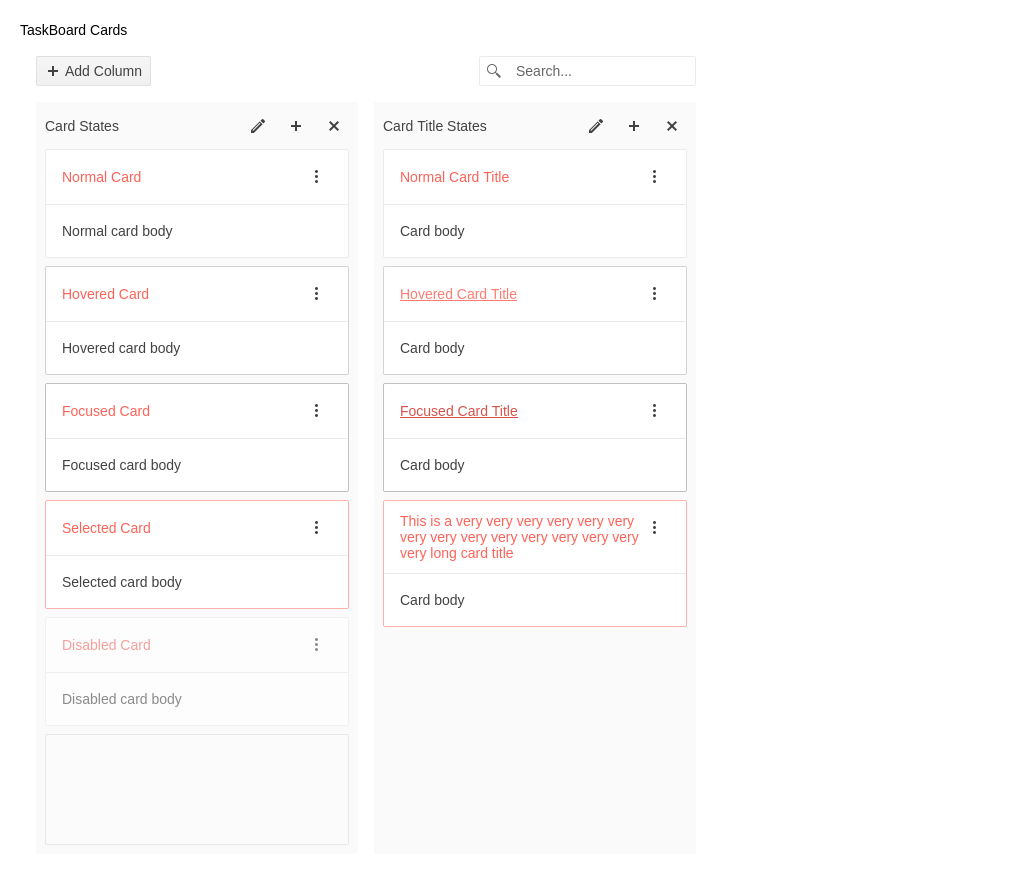 TaskBoard Cards
Add Column
Search...
Card States
Normal Card
Normal card body
Hovered Card
Hovered card body
Focused Card
Focused card body
Selected Card
Selected card body
Disabled Card
Disabled card body
Card Title States
Normal Card Title
Card body
Hovered Card Title
Card body
Focused Card Title
Card body
This is a very very very very very very
very very very very very very very very
very long card title
Card body